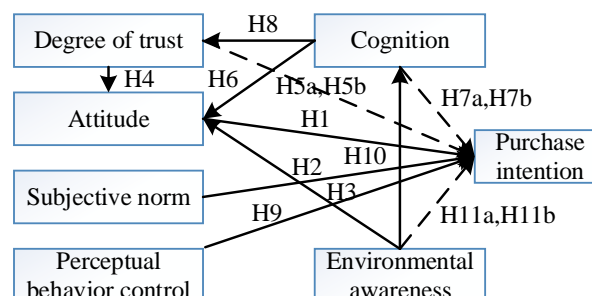 Degree of trust
H8
Cognition
H4
H6
H5a,H5b
H7a,H7b
Attitude
H1
Purchase
intention
H2
H10
Subjective norm
H3
H9
H11a,H11b
Perceptual
behavior control
Environmental
awareness